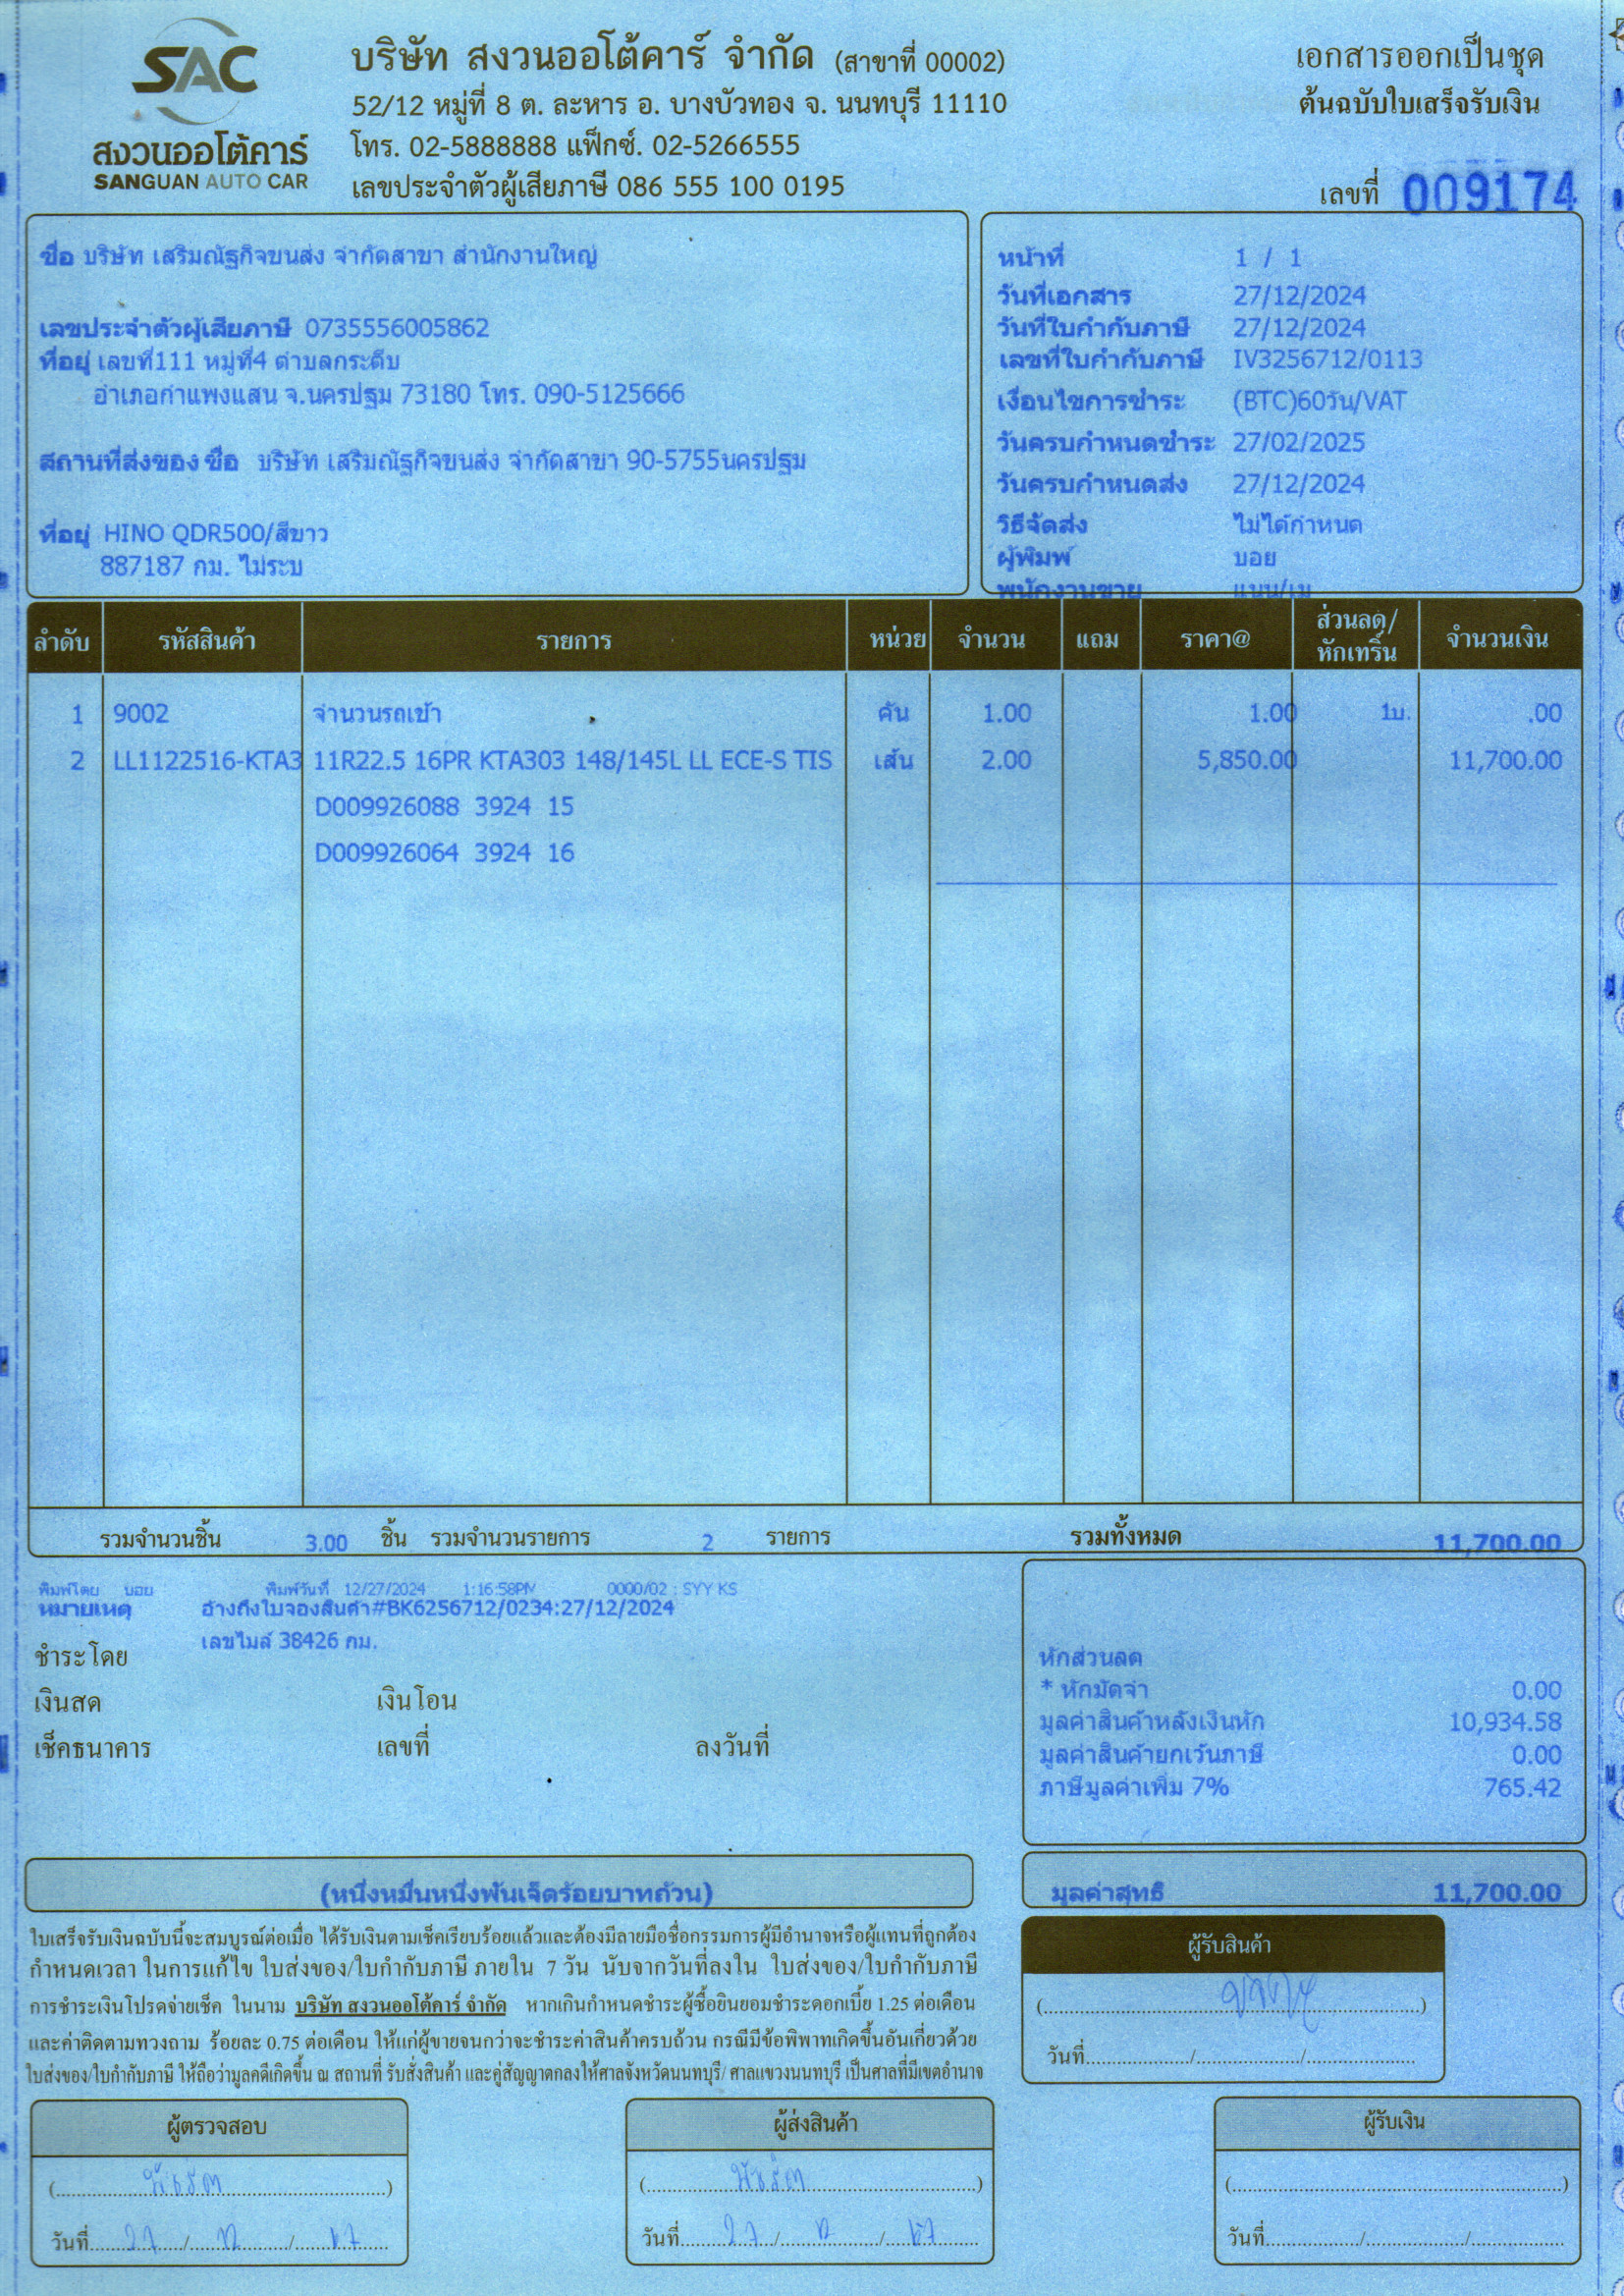 SAC
สงวนออโต้คาร์
SANGUAN AUTO CAR
บริษัท สงวนออโต้คาร์ จำกัด (สาขาที่ 00002)
52/12 หมู่ที่ 8 ต. ละหาร อ. บางบัวทอง จ. นนทบุรี 11110
โทร. 02-5888888 แฟ็กซ์. 02-5266555
เลขประจำตัวผู้เสียภาษี 086 555 100 0195
เอกสารออกเป็นชุด
ต้นฉบับใบเสร็จรับเงิน
เลขที่ 009174
ชื่อ บริษัท เสริมณัฐกิจขนส่ง จำกัดสาขา สำนักงานใหญ่
เลขประจำตัวผู้เสียภาษี 0735556005862
ที่อยู่ เลขที่111 หมู่ที่4 ตำบลกระตีบ
อำเภอกำแพงแสน จ.นครปฐม 73180 โทร. 090-5125666
สถานที่ส่งของ ชื่อ บริษัท เสริมณัฐกิจขนส่ง จำกัดสาขา 90-5755นครปฐม
ที่อยู่ HINO QDR500/สีขาว
887187 กม. ไม่ระบ
หน้าที่ 1 / 1
วันที่เอกสาร 27/12/2024
วันที่ใบกำกับภาษี 27/12/2024
เลขที่ใบกำกับภาษี IV3256712/0113
เงื่อนไขการชำระ (BTC)60วัน/VAT
วันครบกำหนดชำระ 27/02/2025
วันครบกำหนดส่ง 27/12/2024
วิธีจัดส่ง ไม่ได้กำหนด
ผู้พิมพ์ บอย
พนักงานขาย แนน/เม
ลำดับ รหัสสินค้า รายการ หน่วย จำนวน แถม ราคา@ ส่วนลด/หักเทริ์น จำนวนเงิน
1 9002 จำนวนรถเข้า คัน 1.00 1.00 1บ. .00
2 LL1122516-KTA3 11R22.5 16PR KTA303 148/145L LL ECE-S TIS เส้น 2.00 5,850.00 11,700.00
D009926088 3924 15
D009926064 3924 16
รวมจำนวนชิ้น 3.00 ชิ้น รวมจำนวนรายการ 2 รายการ รวมทั้งหมด 11,700.00
พิมพ์โดย บอย พิมพ์วันที่ 12/27/2024 1:16:58PM 0000/02 : SYY KS
หมายเหตุ อ้างถึงใบจองสินค้า#BK6256712/0234:27/12/2024
เลขไมล์ 38426 กม.
ชำระโดย
เงินสด เงินโอน
เช็คธนาคาร เลขที่ ลงวันที่
หักส่วนลด
* หักมัดจำ 0.00
มูลค่าสินค้าหลังเงินหัก 10,934.58
มูลค่าสินค้ายกเว้นภาษี 0.00
ภาษีมูลค่าเพิ่ม 7% 765.42
(หนึ่งหมื่นหนึ่งพันเจ็ดร้อยบาทถ้วน)
มูลค่าสุทธิ 11,700.00
ใบเสร็จรับเงินฉบับนี้จะสมบูรณ์ต่อเมื่อ ได้รับเงินตามเช็คเรียบร้อยแล้วและต้องมีลายมือชื่อกรรมการผู้มีอำนาจหรือผู้แทนที่ถูกต้อง
กำหนดเวลา ในการแก้ไข ใบส่งของ/ใบกำกับภาษี ภายใน 7 วัน นับจากวันที่ลงใน ใบส่งของ/ใบกำกับภาษี
การชำระเงินโปรดจ่ายเช็ค ในนาม บริษัท สงวนออโต้คาร์ จำกัด หากเกินกำหนดชำระผู้ซื้อยินยอมชำระดอกเบี้ย 1.25 ต่อเดือน
และค่าติดตามทวงถาม ร้อยละ 0.75 ต่อเดือน ให้แก่ผู้ขายจนกว่าจะชำระค่าสินค้าครบถ้วน กรณีมีข้อพิพาทเกิดขึ้นอันเกี่ยวด้วย
ใบส่งของ/ใบกำกับภาษี ให้ถือว่ามูลคดีเกิดขึ้น ณ สถานที่ รับสั่งสินค้า และคู่สัญญาตกลงให้ศาลจังหวัดนนทบุรี/ ศาลแขวงนนทบุรี เป็นศาลที่มีเขตอำนาจ
ผู้รับสินค้า
วันที่ / /
ผู้ตรวจสอบ
วันที่ 27 / 12 / 67
ผู้ส่งสินค้า
วันที่ 27 / 12 / 67
ผู้รับเงิน
วันที่ / /